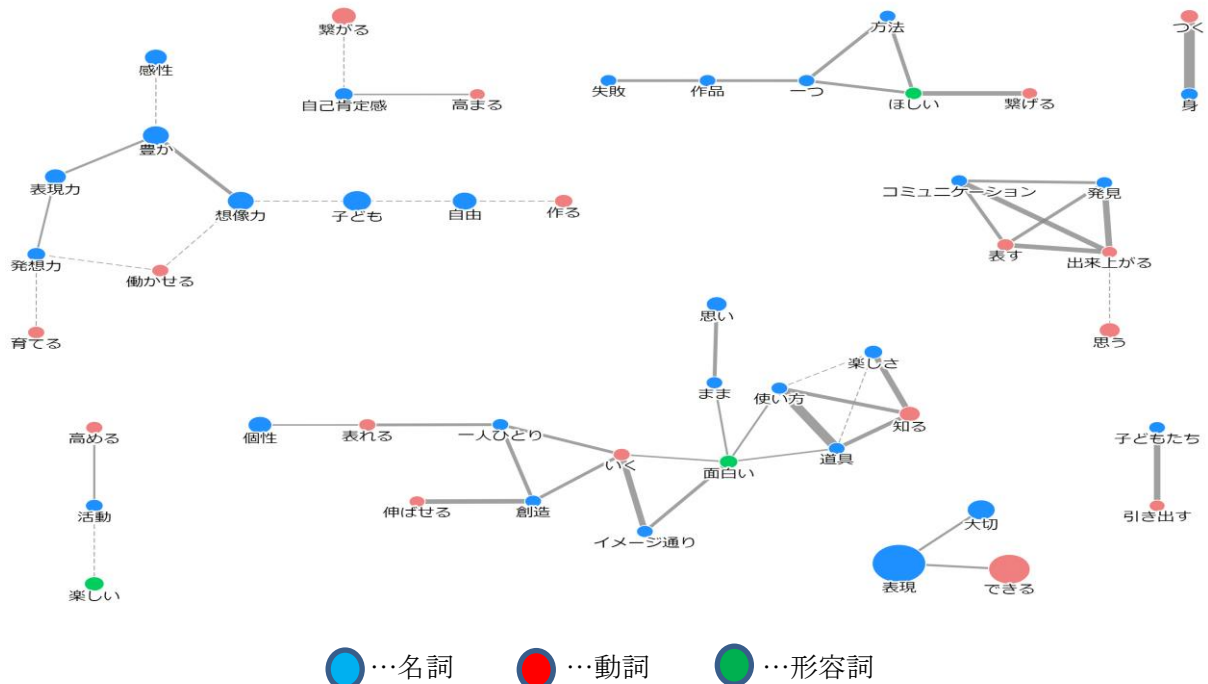 繋がる
感性
自己肯定感
高まる
方法
失敗
作品
一つ
ほしい
繋げる
つく
身
豊か
表現力
想像力
子ども
自由
作る
発想力
働かせる
育てる
コミュニケーション
発見
表す
出来上がる
思う
思い
まま
楽しさ
使い方
知る
道具
面白い
個性
表れる
一人ひとり
いく
伸ばせる
創造
イメージ通り
高める
活動
楽しい
子どもたち
引き出す
大切
表現
できる
…名詞 …動詞 …形容詞